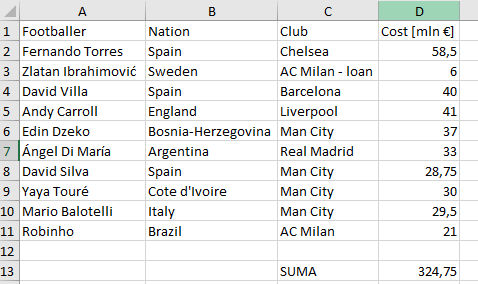 A B C D
1 Footballer Nation Club Cost [mln €]
2 Fernando Torres Spain Chelsea 58,5
3 Zlatan Ibrahimović Sweden AC Milan - loan 6
4 David Villa Spain Barcelona 40
5 Andy Carroll England Liverpool 41
6 Edin Dzeko Bosnia-Herzegovina Man City 37
7 Ángel Di María Argentina Real Madrid 33
8 David Silva Spain Man City 28,75
9 Yaya Touré Cote d'Ivoire Man City 30
10 Mario Balotelli Italy Man City 29,5
11 Robinho Brazil AC Milan 21
12
13 SUMA 324,75